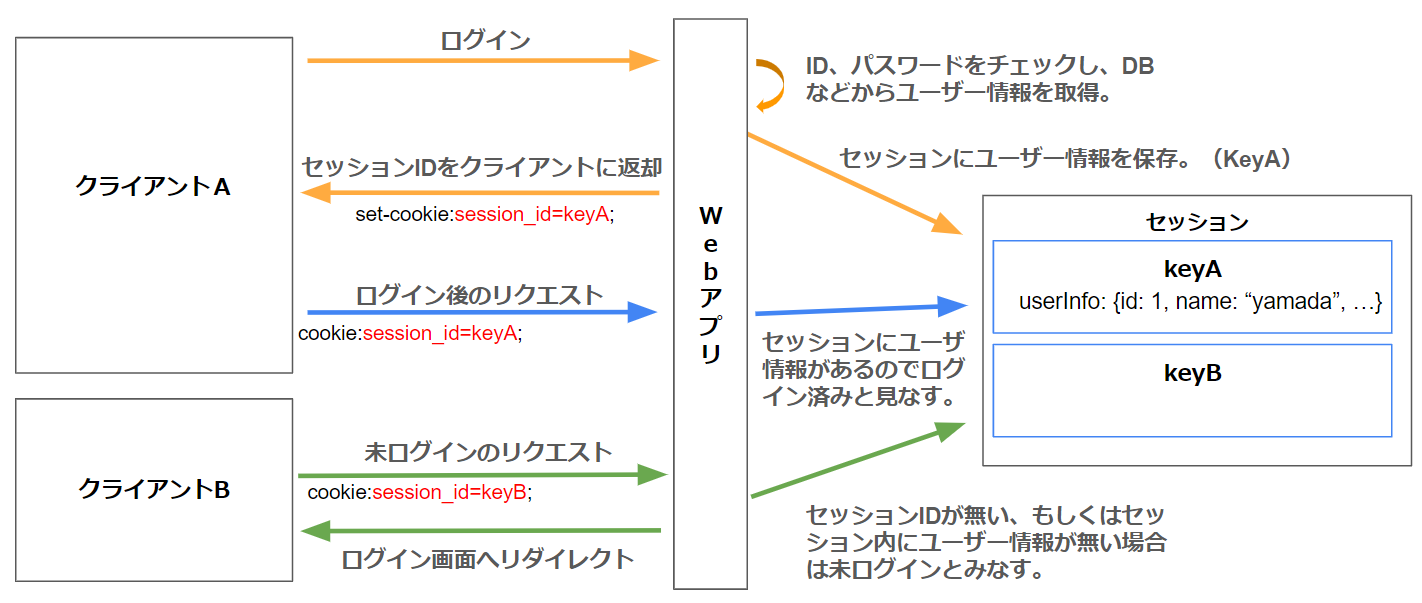 ログイン
ID、パスワードをチェックし、DB
などからユーザー情報を取得。
セッションIDをクライアントに返却
セッションにユーザー情報を保存。（KeyA）
クライアントA
set-cookie:session_id=keyA;
Webアプリ
セッション
keyA
userInfo: {id: 1, name: “yamada”, …}
ログイン後のリクエスト
cookie:session_id=keyA;
セッションにユーザ
情報があるのでログ
イン済みと見なす。
keyB
未ログインのリクエスト
クライアントB
cookie:session_id=keyB;
ログイン画面へリダイレクト
セッションIDが無い、もしくはセッ
ション内にユーザー情報が無い場合
は未ログインとみなす。